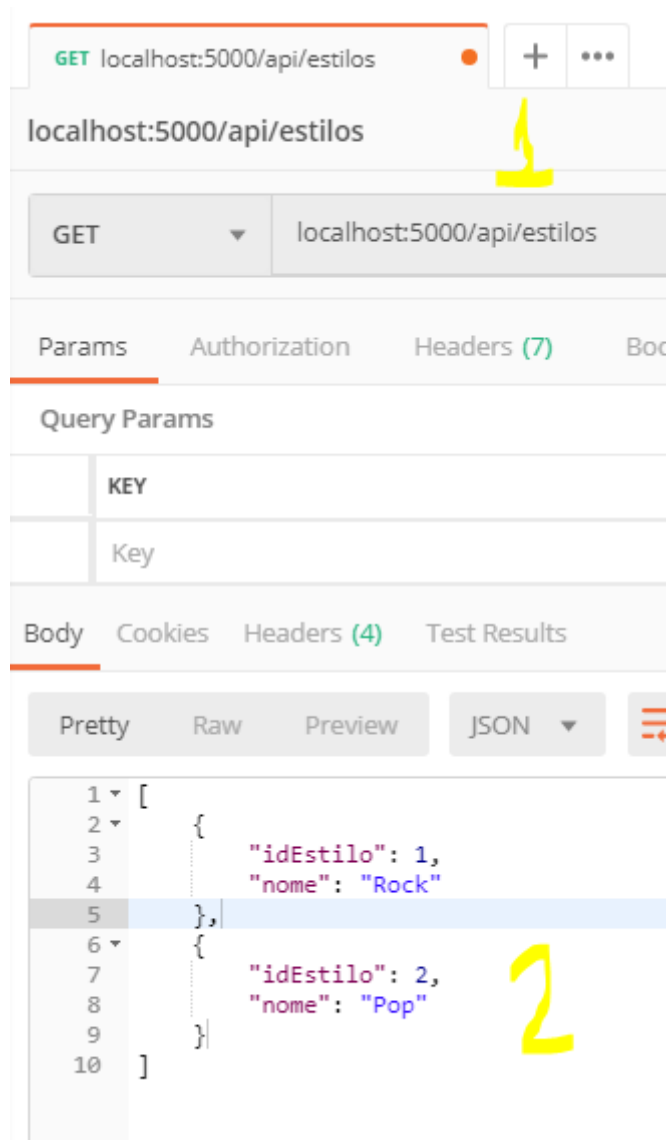 GET localhost:5000/api/estilos + •••
1
localhost:5000/api/estilos
GET localhost:5000/api/estilos
Params Authorization Headers (7)
Query Params
KEY
Key
Body Cookies Headers (4) Test Results
Pretty Raw Preview JSON
1 [
2 {
3 "idEstilo": 1,
4 "nome": "Rock"
5 },
6 {
7 "idEstilo": 2,
8 "nome": "Pop"
9 }
10 ]
2